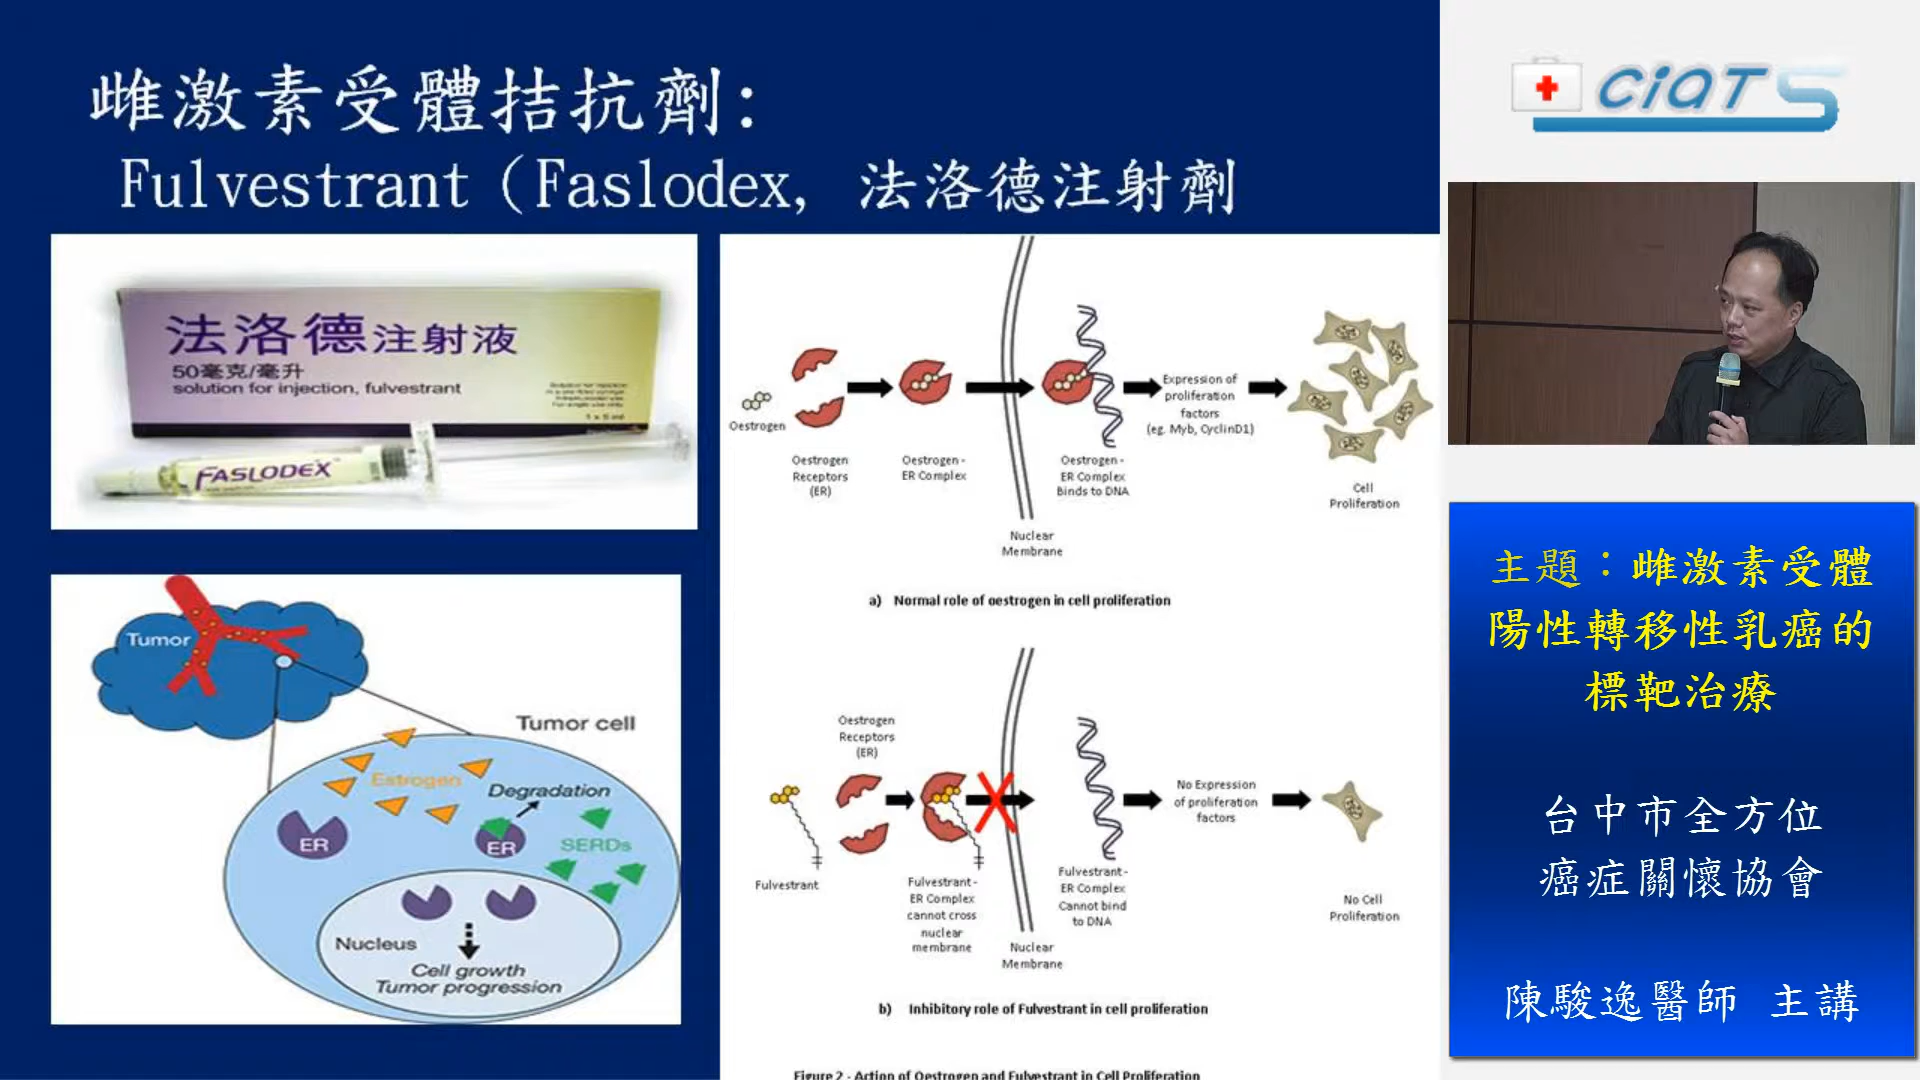 雌激素受體拮抗劑:
Fulvestrant (Faslodex, 法洛德注射劑
法洛德注射液
50毫克/毫升
solution for injection, fulvestrant
1 x 5 ml
FASLODEX
Tumor
Tumor cell
Estrogen
Degradation
ER
ER
SERDs
Nucleus
Cell growth
Tumor progression
Oestrogen
Oestrogen
Receptors
(ER)
Oestrogen -
ER Complex
Nuclear
Membrane
Oestrogen -
ER Complex
Binds to DNA
Expression of
proliferation
factors
(eg. Myb, CyclinD1)
Cell
Proliferation
a) Normal role of oestrogen in cell proliferation
Oestrogen
Receptors
(ER)
Fulvestrant
Fulvestrant -
ER Complex
cannot cross
nuclear
membrane
Nuclear
Membrane
Fulvestrant -
ER Complex
Cannot bind
to DNA
No Expression
of proliferation
factors
No Cell
Proliferation
b) Inhibitory role of Fulvestrant in cell proliferation
Figure 2 - Action of Oestrogen and Fulvestrant in Cell Proliferation
CiQTS
主題：雌激素受體
陽性轉移性乳癌的
標靶治療
台中市全方位
癌症關懷協會
陳駿逸醫師 主講